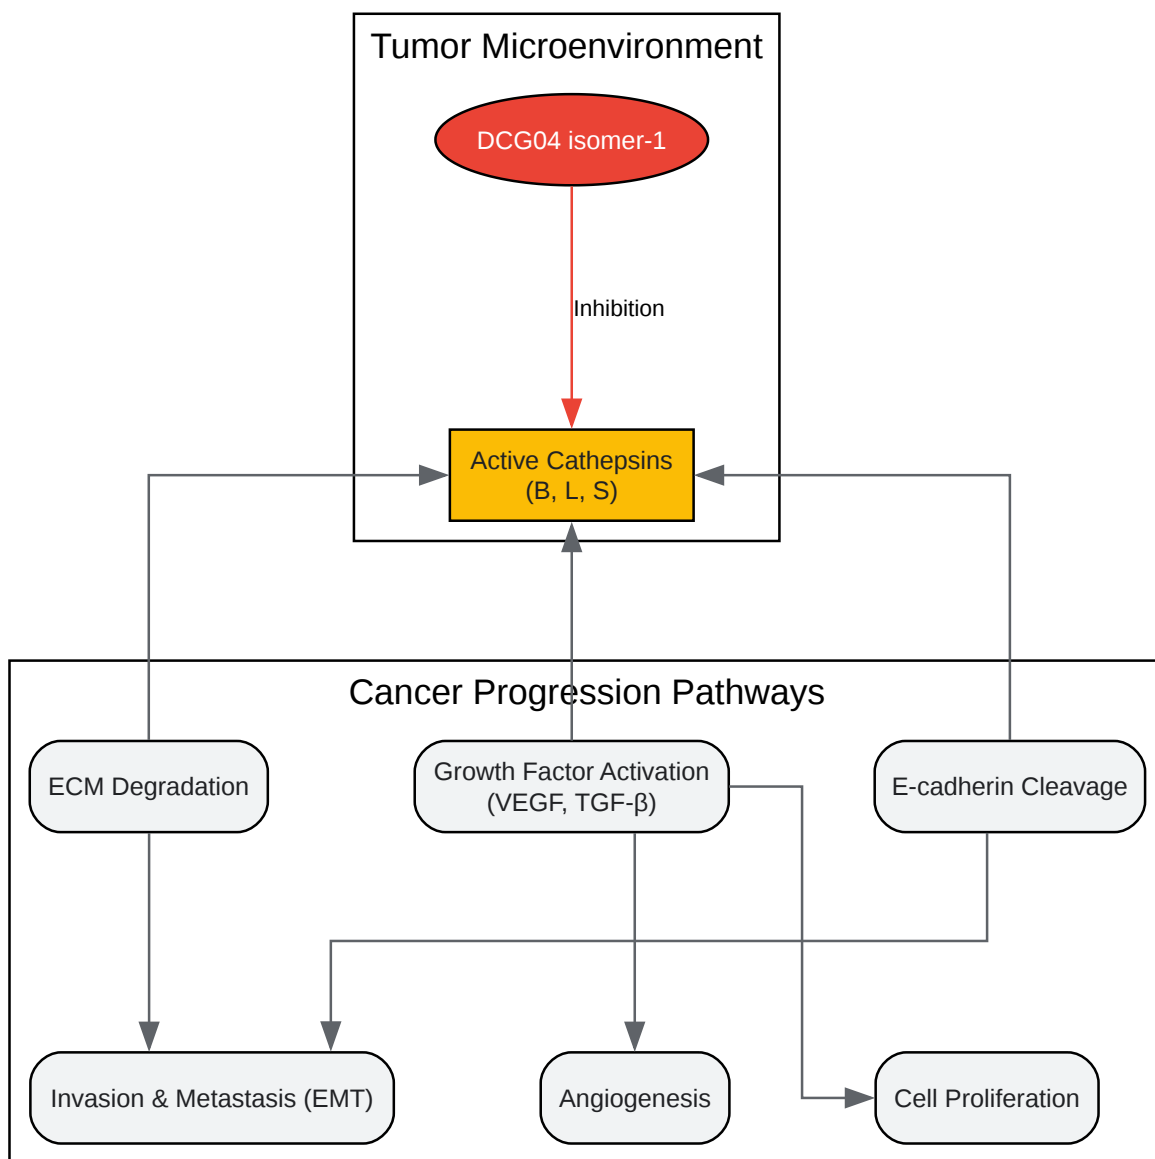 Tumor Microenvironment
DCG04 isomer-1
Inhibition
Active Cathepsins
(B, L, S)
Cancer Progression Pathways
ECM Degradation
Growth Factor Activation
(VEGF, TGF-β)
E-cadherin Cleavage
Invasion & Metastasis (EMT)
Angiogenesis
Cell Proliferation